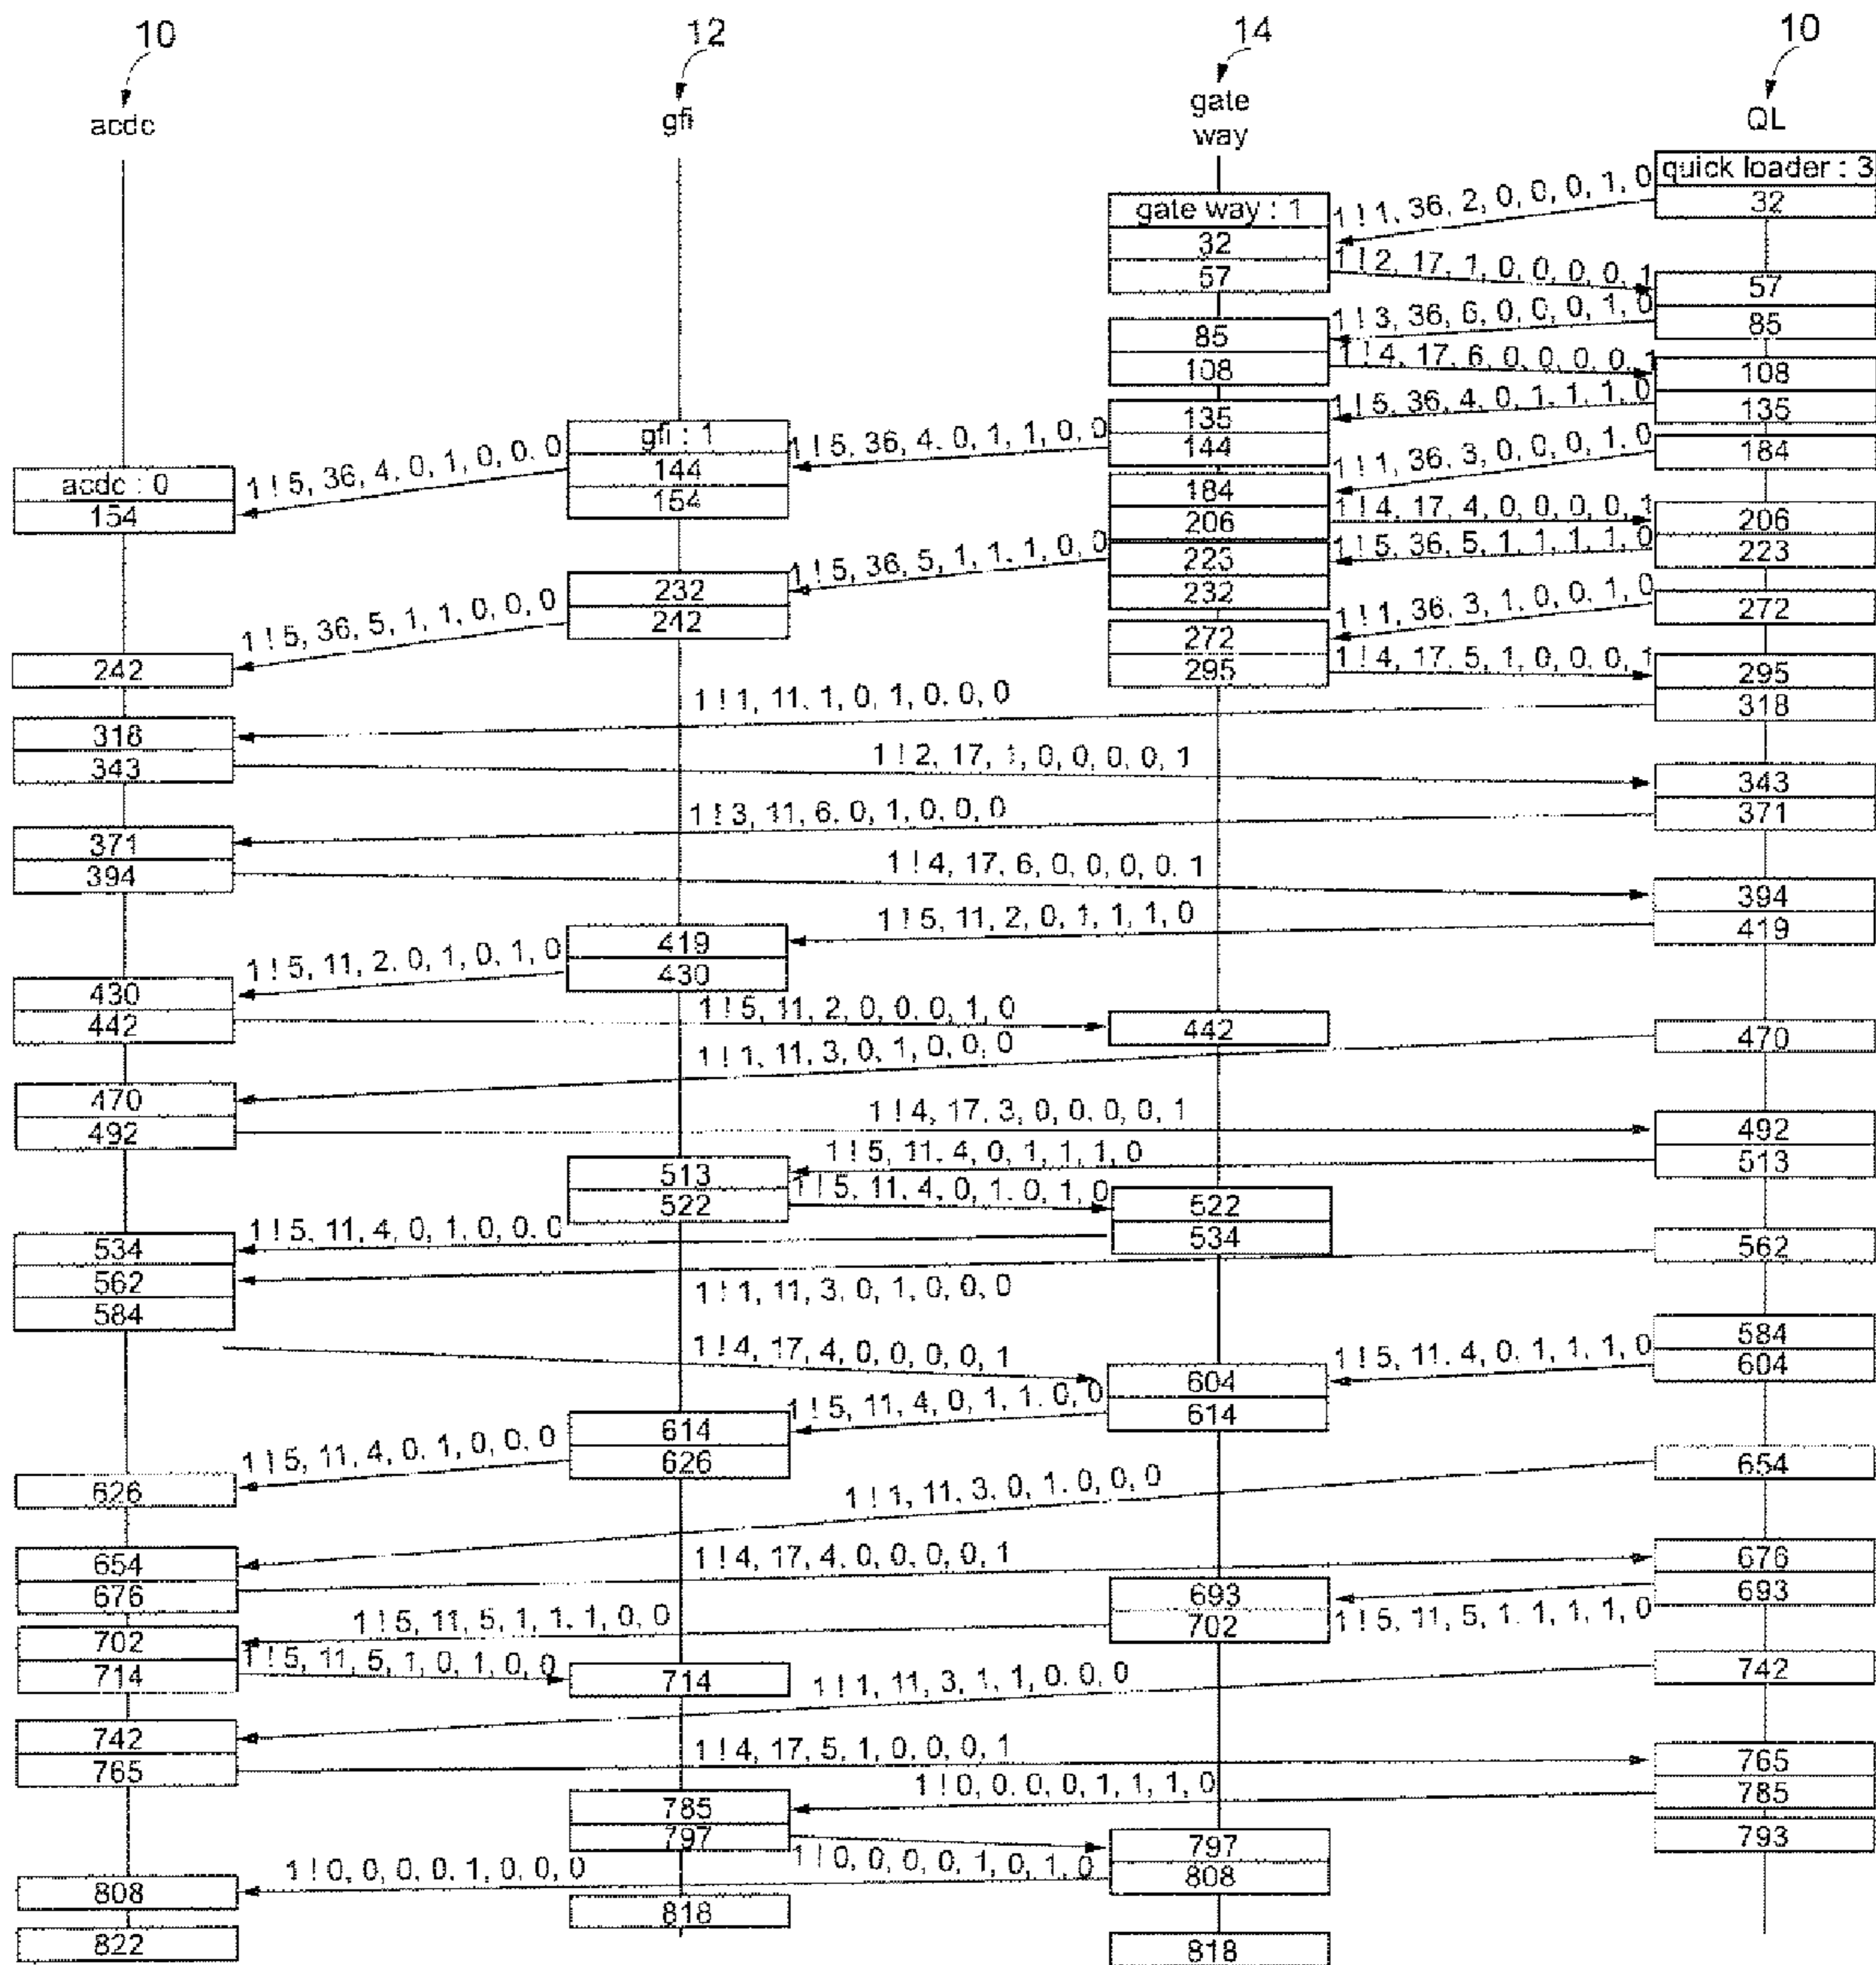 10
12
14
10
acdc
gfi
gate
way
QL
quick loader : 3
32
1 ! 1, 36, 2, 0, 0, 0, 1, 0
gate way : 1
32
57
1 ! 2, 17, 1, 0, 0, 0, 0, 1
57
85
1 ! 3, 36, 6, 0, 0, 0, 1, 0
85
108
1 ! 4, 17, 6, 0, 0, 0, 0, 1
108
135
1 ! 5, 36, 4, 0, 1, 1, 1, 0
135
144
1 ! 5, 36, 4, 0, 1, 1, 0, 0
gfi : 1
144
154
1 ! 5, 36, 4, 0, 1, 0, 0, 0
acdc : 0
154
184
1 ! 1, 36, 3, 0, 0, 0, 1, 0
184
206
1 ! 4, 17, 4, 0, 0, 0, 0, 1
206
223
1 ! 5, 36, 5, 1, 1, 1, 1, 0
223
232
1 ! 5, 36, 5, 1, 1, 1, 0, 0
232
242
1 ! 5, 36, 5, 1, 1, 0, 0, 0
242
272
1 ! 1, 36, 3, 1, 0, 0, 1, 0
272
295
1 ! 4, 17, 5, 1, 0, 0, 0, 1
295
318
1 ! 1, 11, 1, 0, 1, 0, 0, 0
318
343
1 ! 2, 17, 1, 0, 0, 0, 0, 1
343
371
1 ! 3, 11, 6, 0, 1, 0, 0, 0
371
394
1 ! 4, 17, 6, 0, 0, 0, 0, 1
394
419
1 ! 5, 11, 2, 0, 1, 1, 1, 0
419
430
1 ! 5, 11, 2, 0, 1, 0, 1, 0
430
442
1 ! 5, 11, 2, 0, 0, 0, 1, 0
442
470
1 ! 1, 11, 3, 0, 1, 0, 0, 0
470
492
1 ! 4, 17, 3, 0, 0, 0, 0, 1
492
513
1 ! 5, 11, 4, 0, 1, 1, 1, 0
513
522
1 ! 5, 11, 4, 0, 1, 0, 1, 0
522
534
1 ! 5, 11, 4, 0, 1, 0, 0, 0
534
562
584
562
1 ! 1, 11, 3, 0, 1, 0, 0, 0
1 ! 4, 17, 4, 0, 0, 0, 0, 1
584
604
1 ! 5, 11, 4, 0, 1, 1, 1, 0
604
614
1 ! 5, 11, 4, 0, 1, 1, 0, 0
614
626
1 ! 5, 11, 4, 0, 1, 0, 0, 0
626
654
1 ! 1, 11, 3, 0, 1, 0, 0, 0
654
676
1 ! 4, 17, 4, 0, 0, 0, 0, 1
676
693
1 ! 5, 11, 5, 1, 1, 1, 1, 0
693
702
1 ! 5, 11, 5, 1, 1, 1, 0, 0
702
714
1 ! 5, 11, 5, 1, 0, 1, 0, 0
714
742
1 ! 1, 11, 3, 1, 1, 0, 0, 0
742
765
1 ! 4, 17, 5, 1, 0, 0, 0, 1
765
785
1 ! 0, 0, 0, 0, 1, 1, 1, 0
785
797
793
1 ! 0, 0, 0, 0, 1, 0, 1, 0
797
808
1 ! 0, 0, 0, 0, 1, 0, 0, 0
808
818
822
818